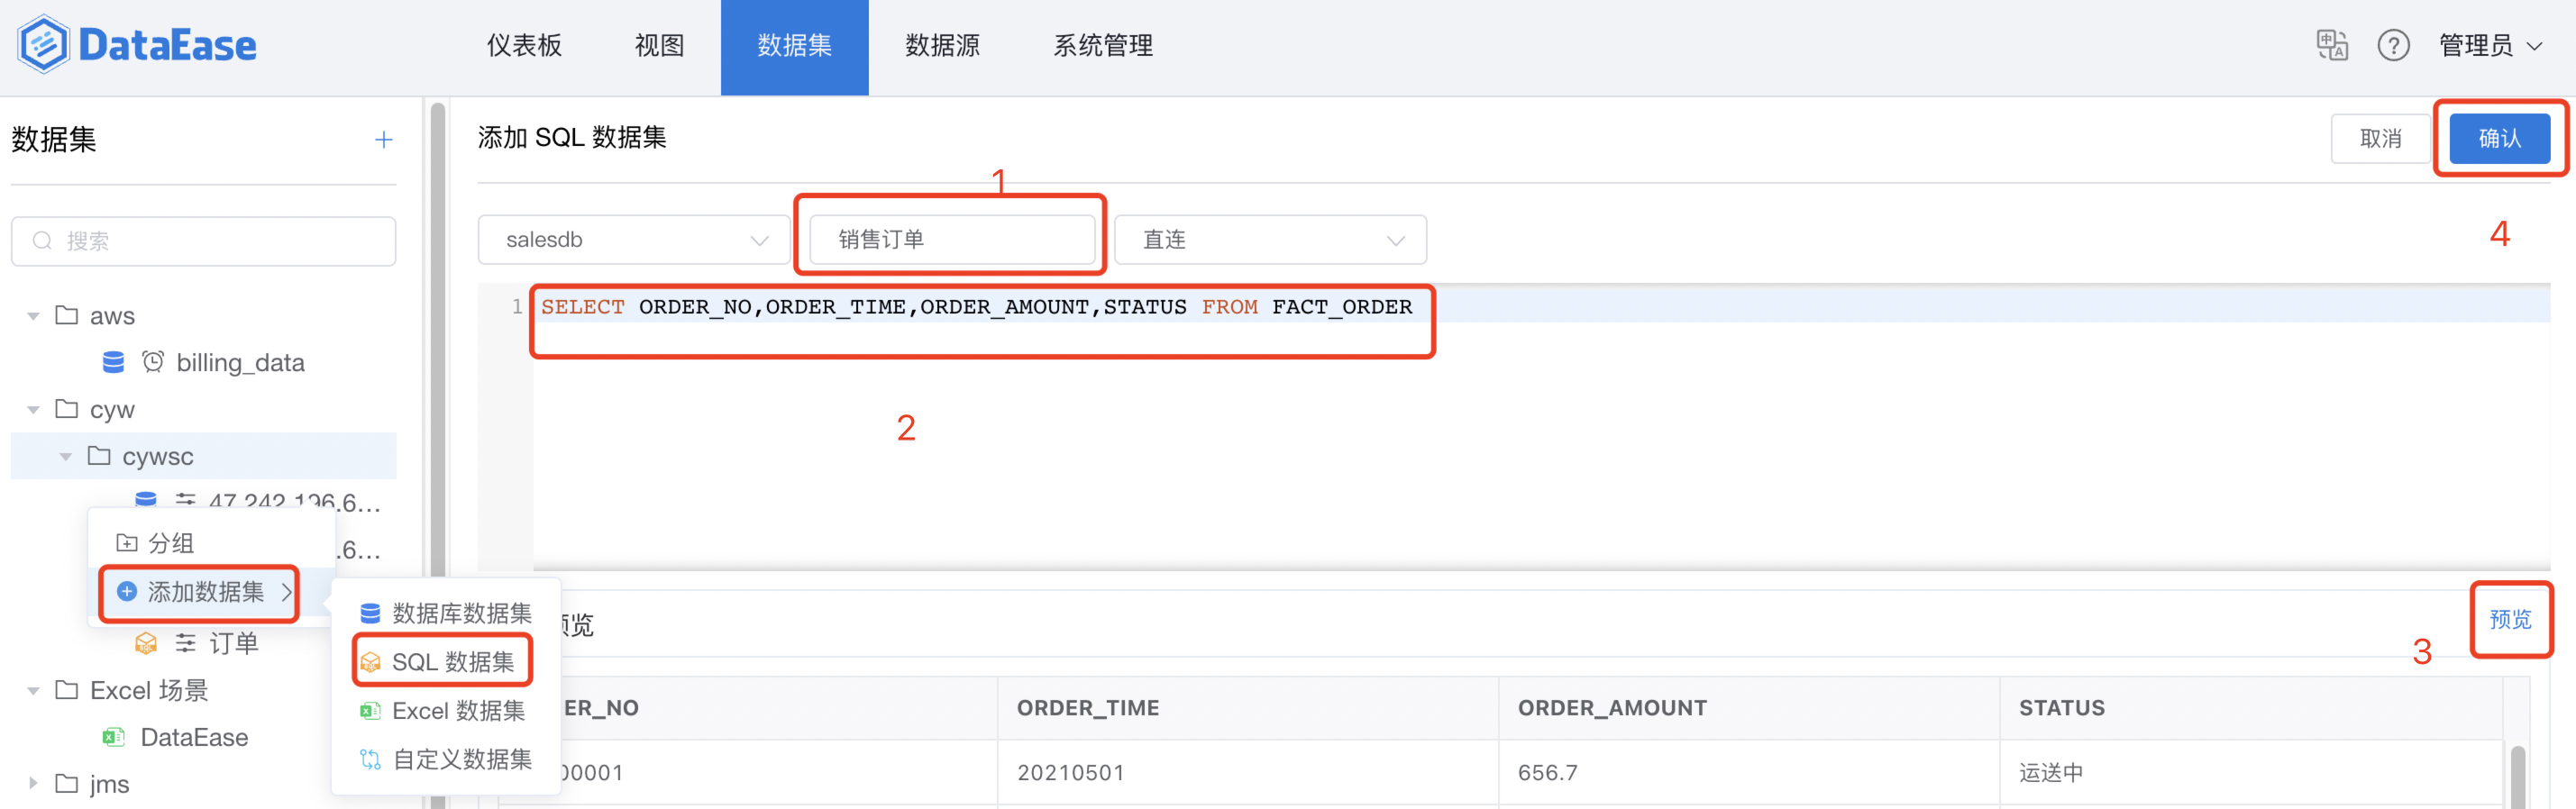 DataEase
仪表板 视图 数据集 数据源 系统管理 管理员
数据集 +
搜索
aws
billing_data
cyw
cywsc
分组
添加数据集
订单
Excel 场景
DataEase
jms
数据库数据集
SQL 数据集
Excel 数据集
自定义数据集
添加 SQL 数据集
取消 确认
1
4
salesdb 销售订单 直连
1 SELECT ORDER_NO,ORDER_TIME,ORDER_AMOUNT,STATUS FROM FACT_ORDER
2
预览 预览
3
ER_NO ORDER_TIME ORDER_AMOUNT STATUS
00001 20210501 656.7 运送中